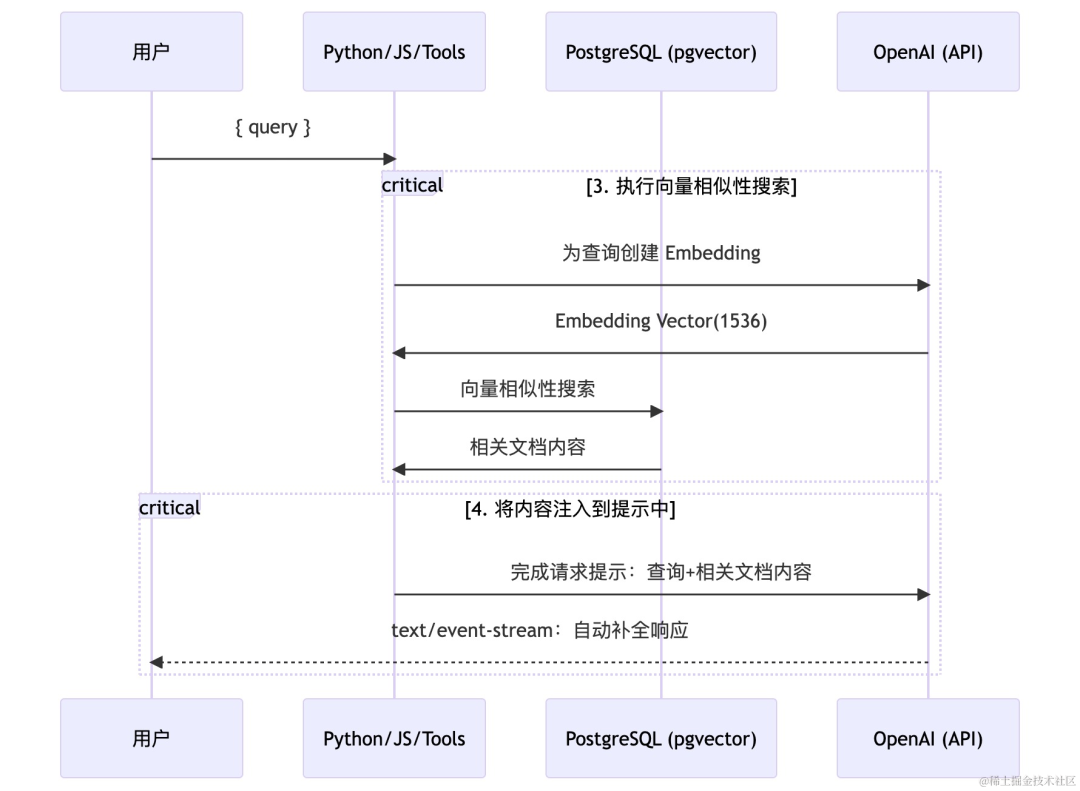 用户
Python/JS/Tools
PostgreSQL (pgvector)
OpenAI (API)
{ query }
critical
[3. 执行向量相似性搜索]
为查询创建 Embedding
Embedding Vector(1536)
向量相似性搜索
相关文档内容
critical
[4. 将内容注入到提示中]
完成请求提示：查询+相关文档内容
text/event-stream：自动补全响应
用户
Python/JS/Tools
PostgreSQL (pgvector)
OpenAI (API)
@稀土掘金技术社区